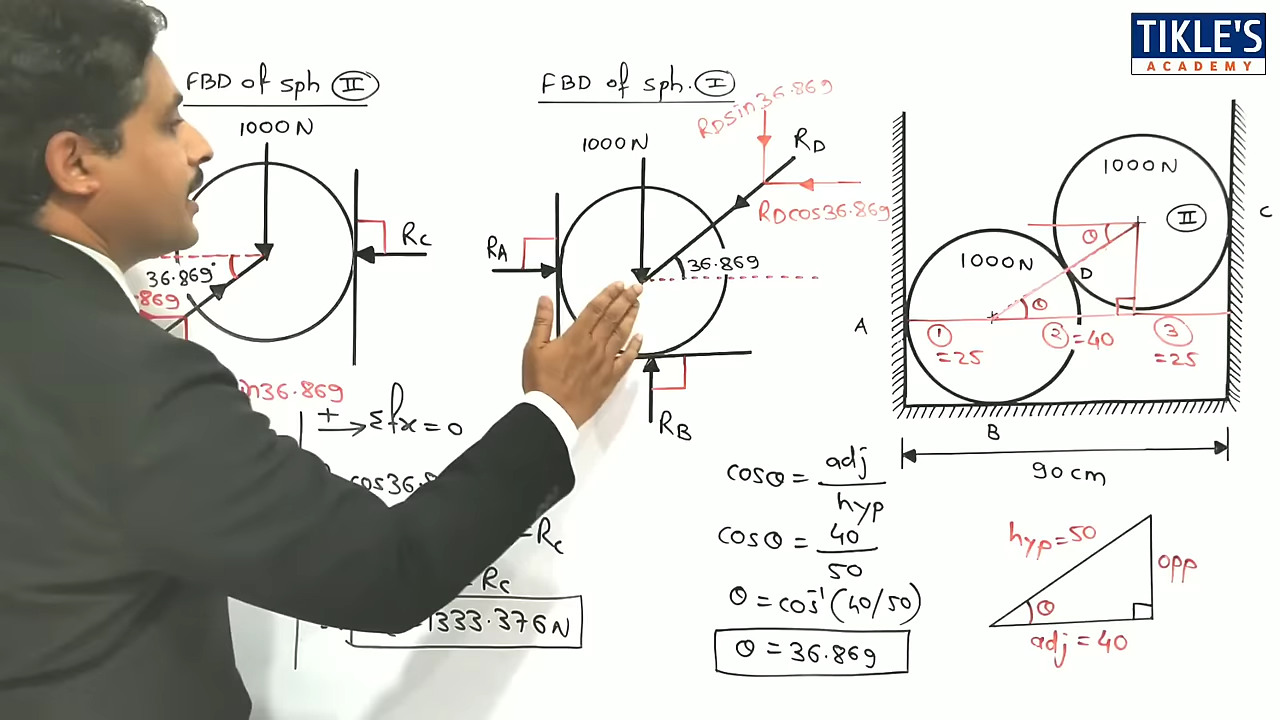 TIKLE'S
ACADEMY
FBD of sph II
1000N
Rc
36.869°
.869
in36.869
+ → Σfx = 0
cos36.8
- Rc
= Rc
1333.376N
FBD of sph. I
1000N
RDsin36.869
RD
RDcos36.869
RA
36.869
RB
1000N
II
C
θ
1000N
D
θ
A
① = 25
② = 40
③ = 25
B
90 cm
cosθ = adj/hyp
cosθ = 40/50
θ = cos⁻¹(40/50)
θ = 36.869
hyp = 50
opp
θ
adj = 40